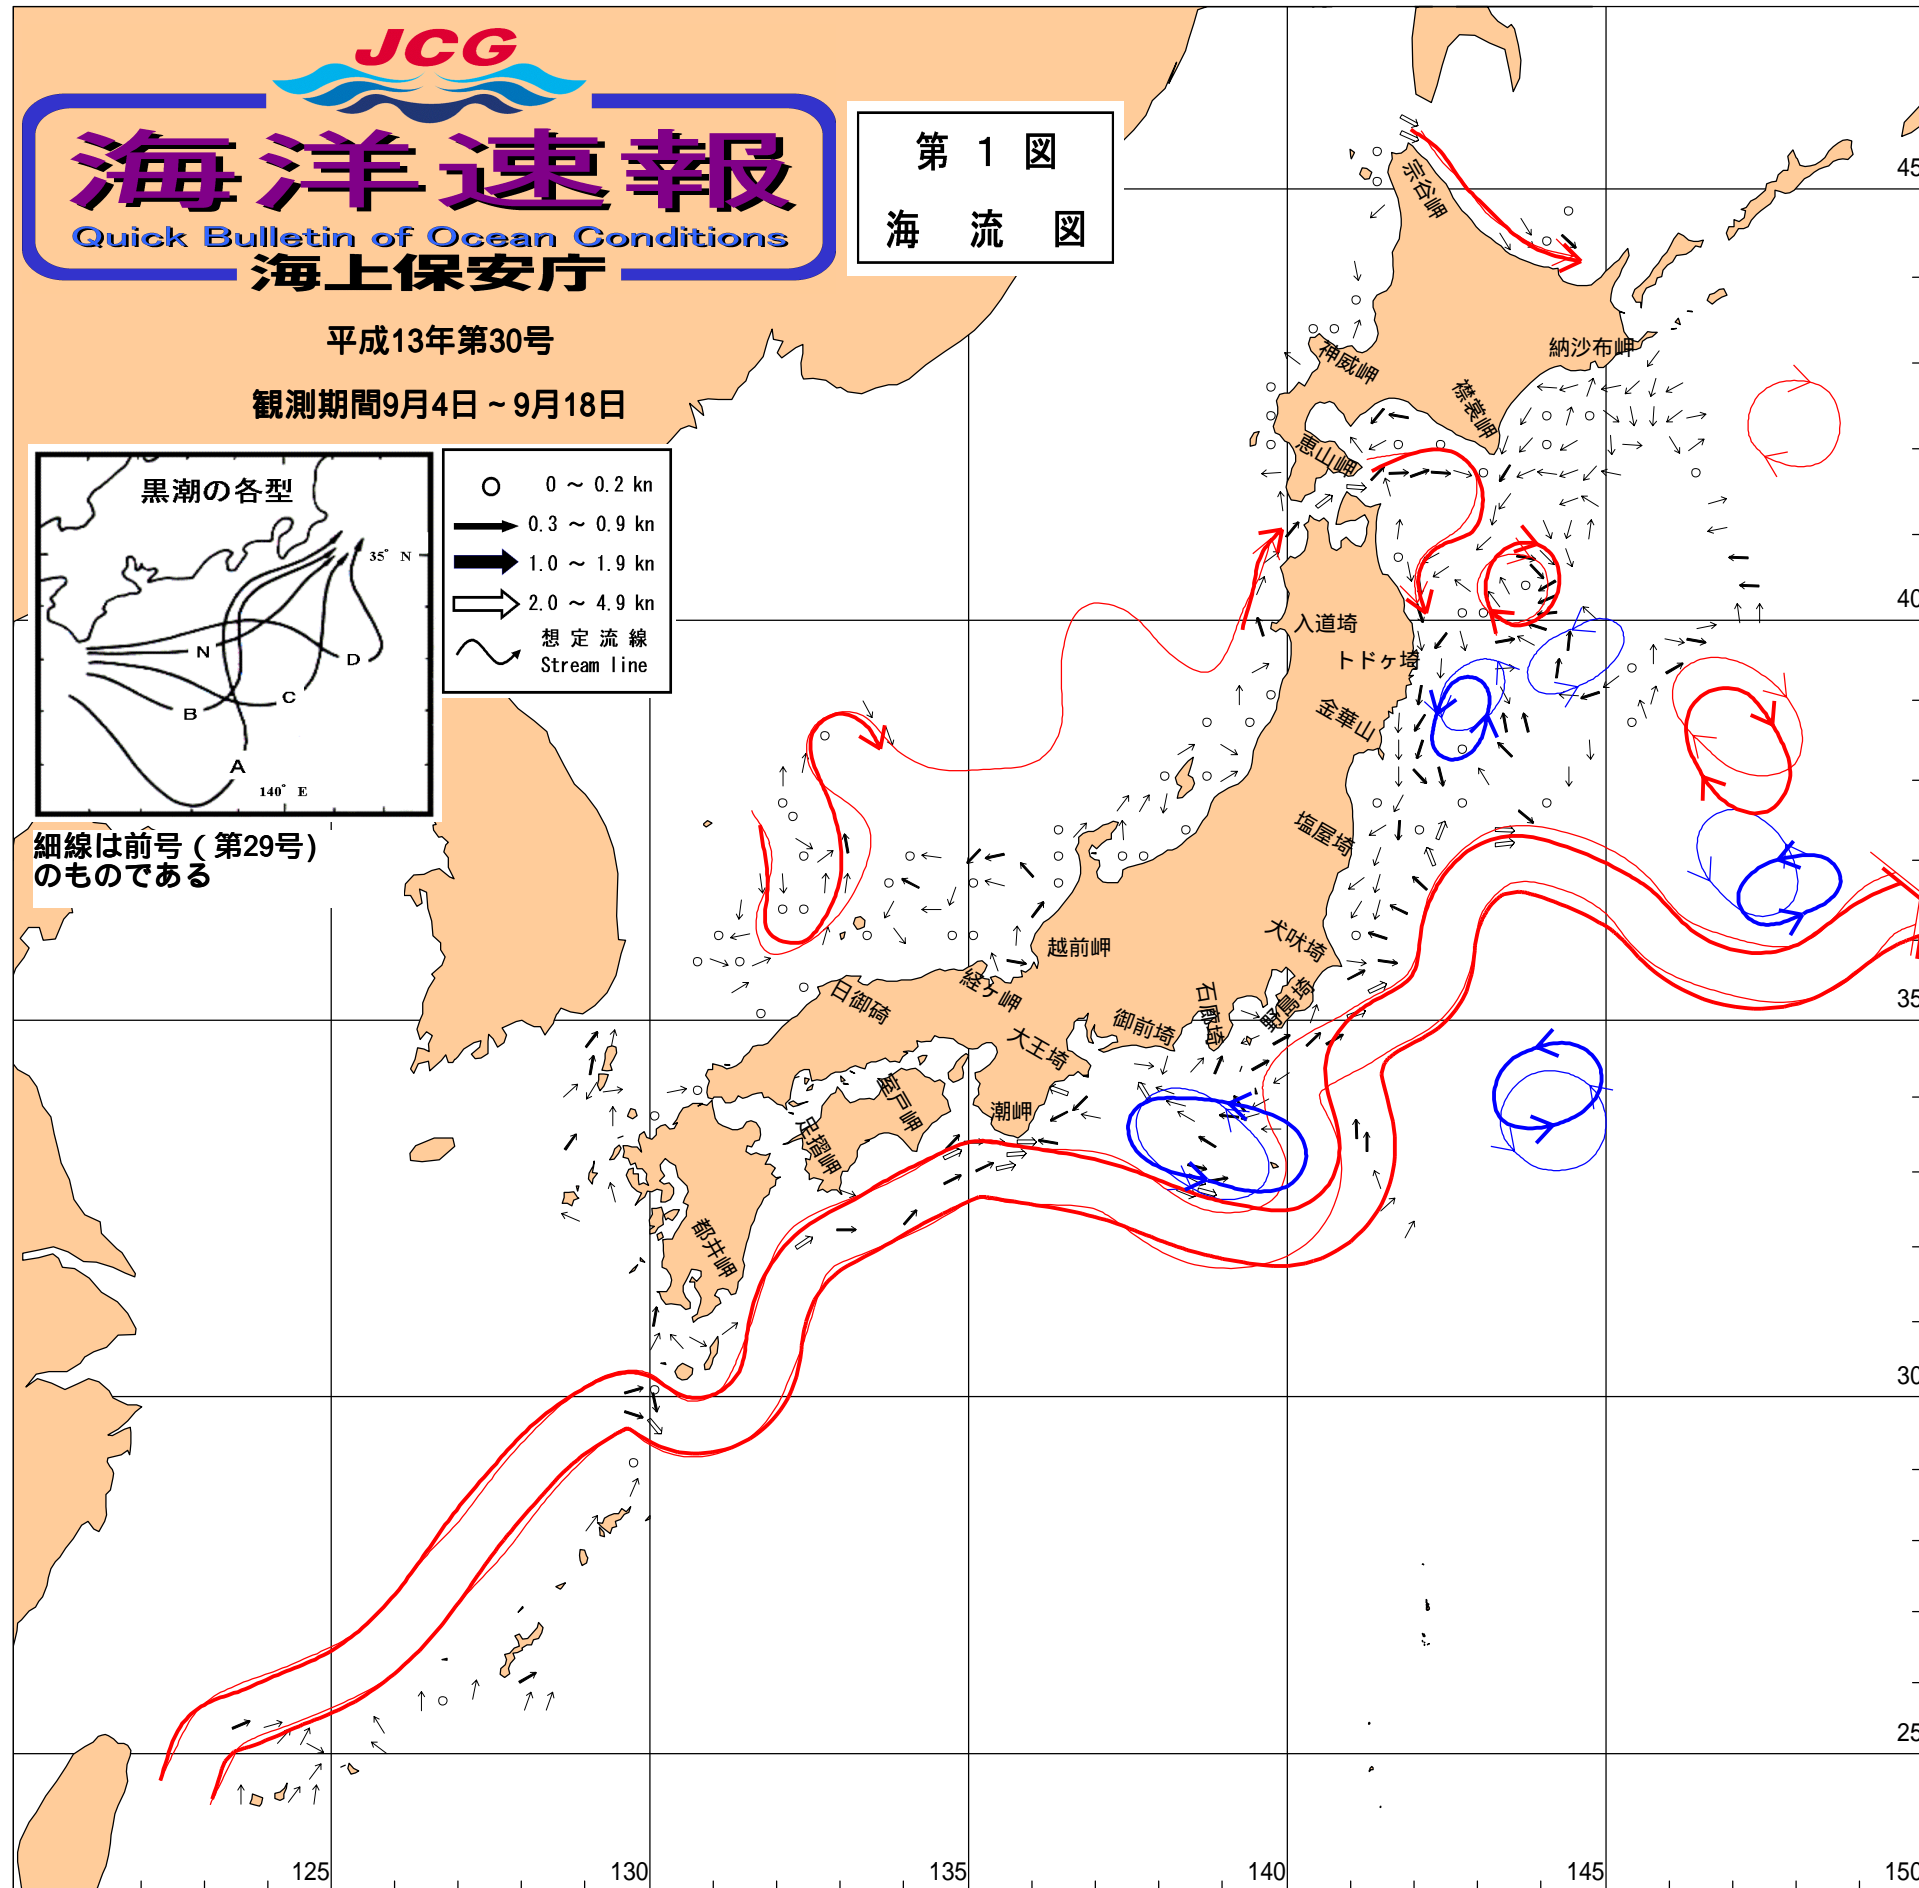 JCG
海洋速報
Quick Bulletin of Ocean Conditions
海上保安庁
平成13年第30号
観測期間9月4日～9月18日
第 1 図
海 流 図
黒潮の各型
35° N
N
D
C
B
A
140° E
0 ～ 0.2 kn
0.3 ～ 0.9 kn
1.0 ～ 1.9 kn
2.0 ～ 4.9 kn
想定流線
Stream line
細線は前号(第29号)
のものである
宗谷岬
神威岬
納沙布岬
襟裳岬
恵山岬
入道埼
トドヶ埼
金華山
塩屋埼
犬吠埼
野島埼
石廊埼
御前埼
大王埼
越前岬
経ヶ岬
日御碕
潮岬
室戸岬
足摺岬
都井岬
45
40
35
30
25
125
130
135
140
145
150